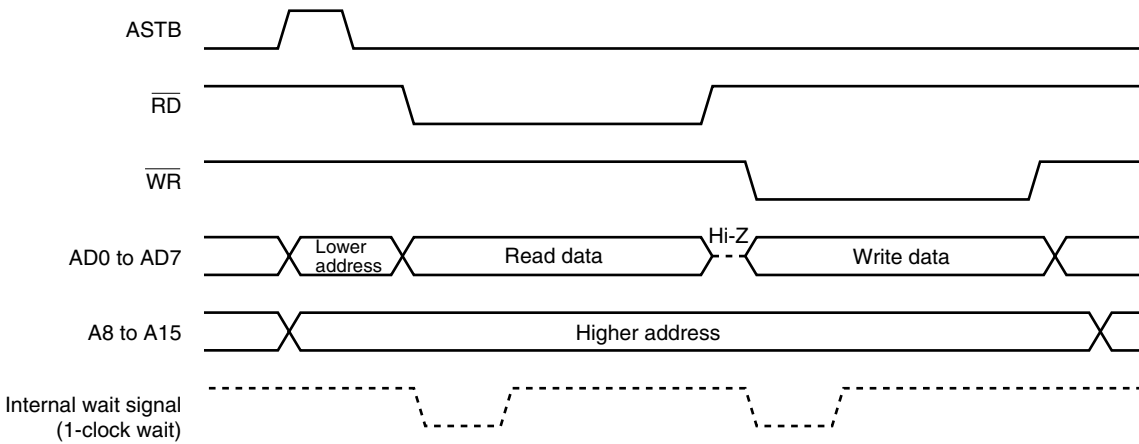 ASTB
RD
WR
Hi-Z
AD0 to AD7
Lower
address
Read data
Write data
A8 to A15
Higher address
Internal wait signal
(1-clock wait)